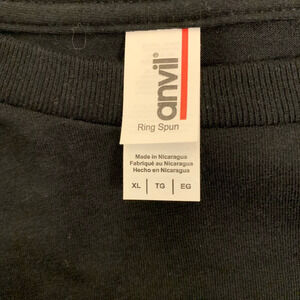 anvil®
Ring Spun
Made in Nicaragua
Fabriqué au Nicaragua
Hecho en Nicaragua
XL | TG | EG